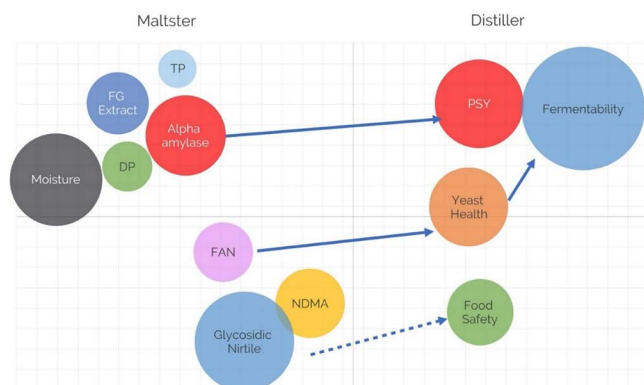 Maltster
Distiller
TP
FG
Extract
Alpha
amylase
DP
Moisture
PSY
Fermentability
Yeast
Health
FAN
NDMA
Glycosidic
Nirtile
Food
Safety